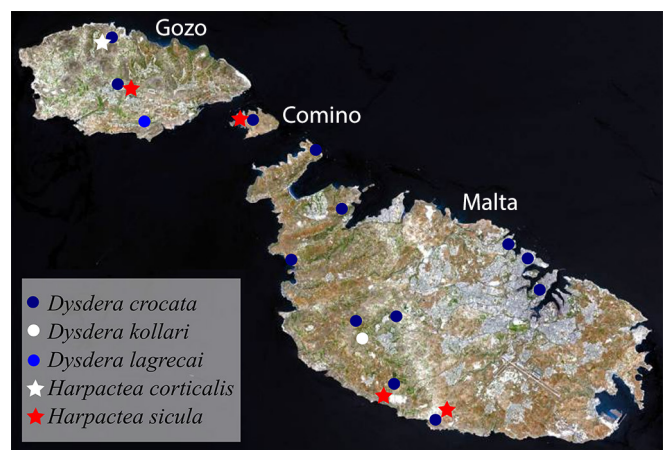 Gozo
Comino
Malta
Dysdera crocata
Dysdera kollari
Dysdera lagrecai
Harpactea corticalis
Harpactea sicula